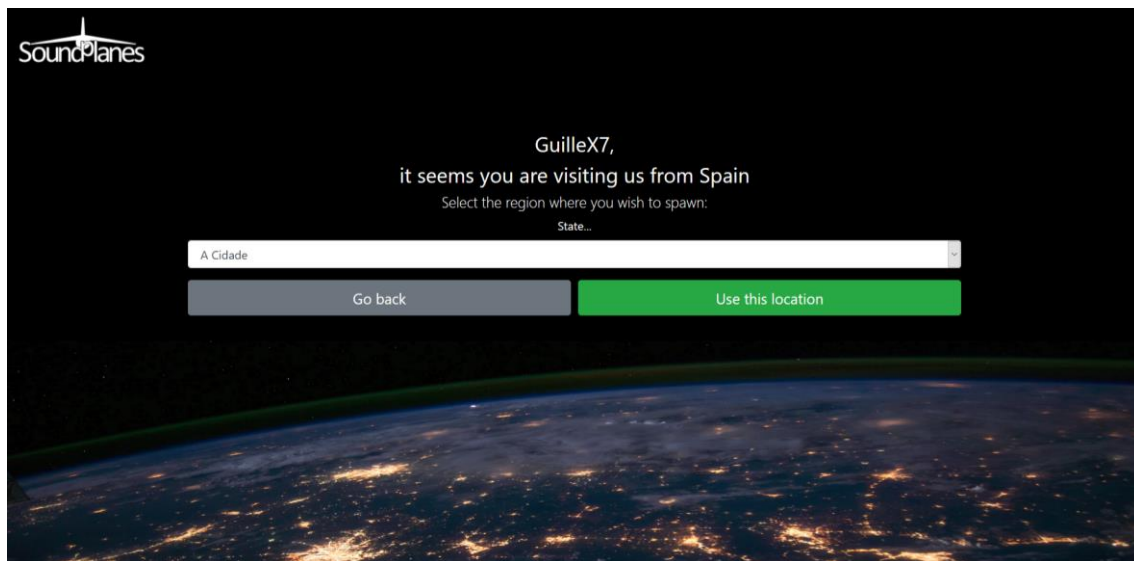 SoundPlanes
GuilleX7,
it seems you are visiting us from Spain
Select the region where you wish to spawn:
State...
A Cidade
Go back
Use this location